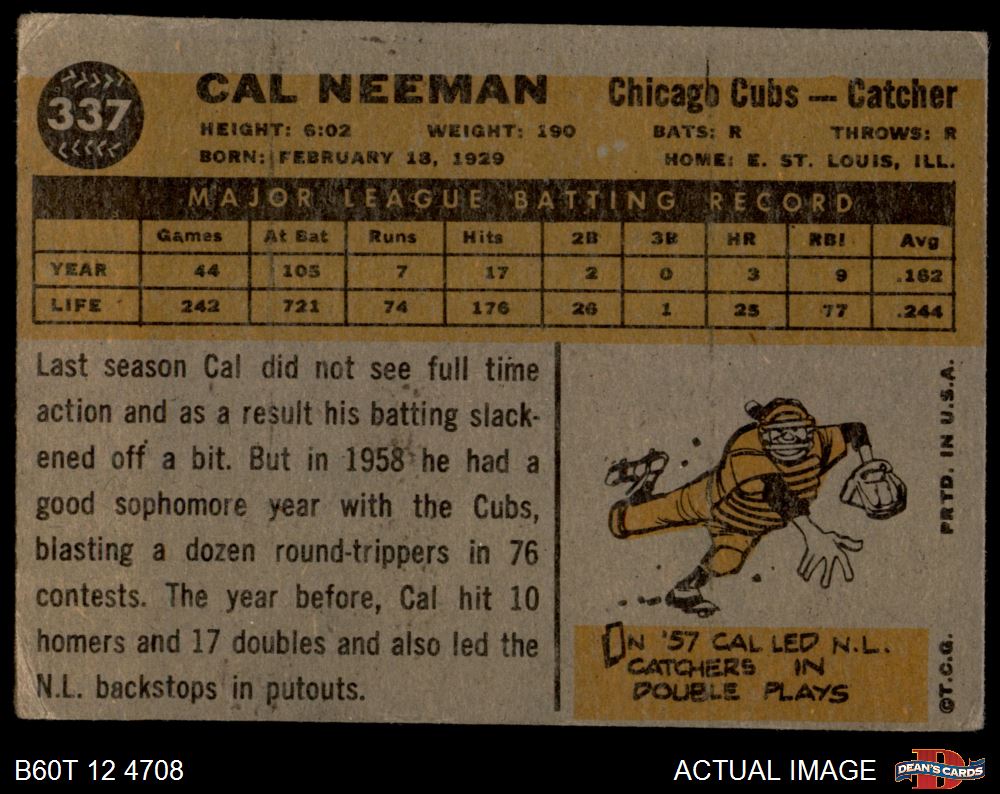 337
CAL NEEMAN
Chicago Cubs — Catcher
HEIGHT: 6:02 WEIGHT: 190 BATS: R THROWS: R
BORN: FEBRUARY 18, 1929 HOME: E. ST. LOUIS, ILL.
MAJOR LEAGUE BATTING RECORD
Games At Bat Runs Hits 2B 3B HR RBI Avg
YEAR 44 105 7 17 2 0 3 9 .162
LIFE 242 721 74 176 26 1 25 77 .244
Last season Cal did not see full time
action and as a result his batting slack-
ened off a bit. But in 1958 he had a
good sophomore year with the Cubs,
blasting a dozen round-trippers in 76
contests. The year before, Cal hit 10
homers and 17 doubles and also led the
N.L. backstops in putouts.
IN '57 CAL LED N.L.
CATCHERS IN
DOUBLE PLAYS
©T.C.G. PRTD. IN U.S.A.
B60T 12 4708
ACTUAL IMAGE
D
DEAN'S CARDS